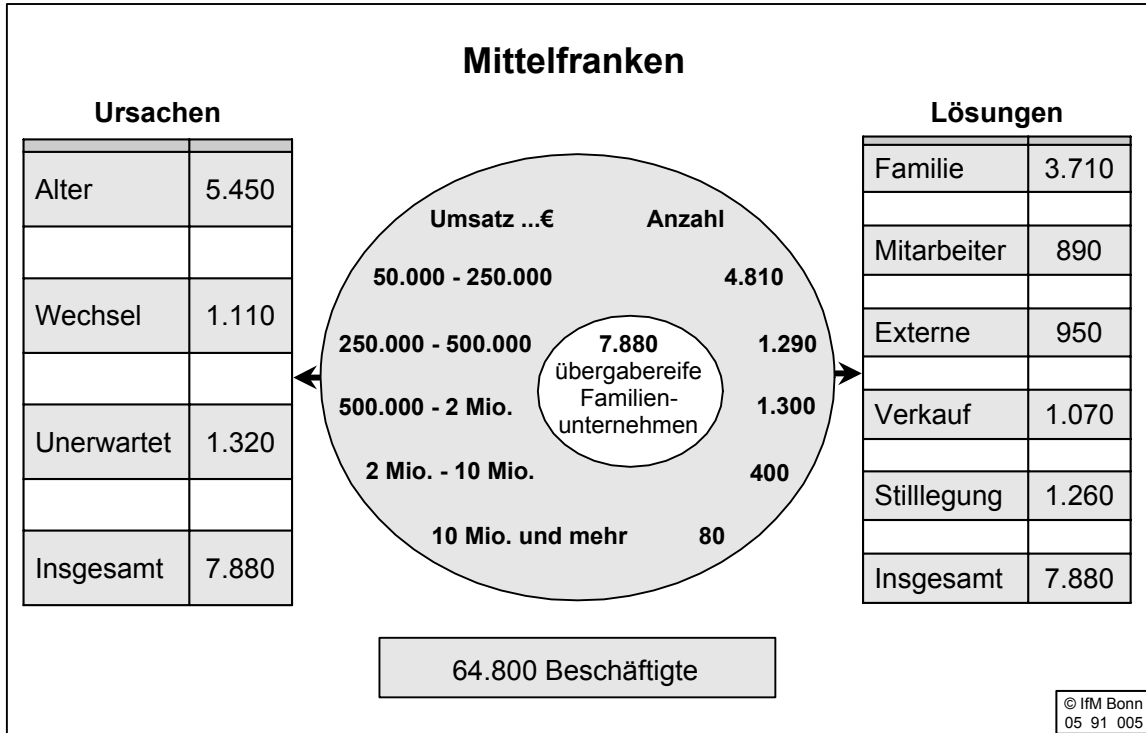 Mittelfranken
Ursachen
Alter 5.450
Wechsel 1.110
Unerwartet 1.320
Insgesamt 7.880
Umsatz ...€ Anzahl
50.000 - 250.000 4.810
250.000 - 500.000 1.290
500.000 - 2 Mio. 1.300
2 Mio. - 10 Mio. 400
10 Mio. und mehr 80
7.880
übergabereife
Familien-
unternehmen
Lösungen
Familie 3.710
Mitarbeiter 890
Externe 950
Verkauf 1.070
Stilllegung 1.260
Insgesamt 7.880
64.800 Beschäftigte
© IfM Bonn
05 91 005